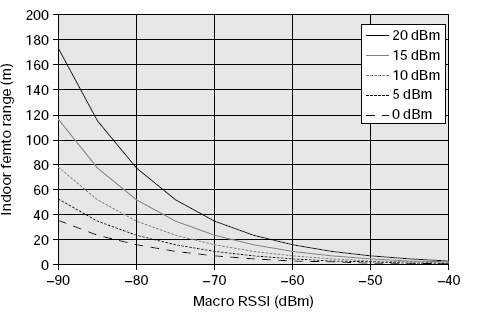 200
180
160
140
120
100
80
60
40
20
0
Indoor femto range (m)
20 dBm
15 dBm
10 dBm
5 dBm
0 dBm
−90
−80
−70
−60
−50
−40
Macro RSSI (dBm)